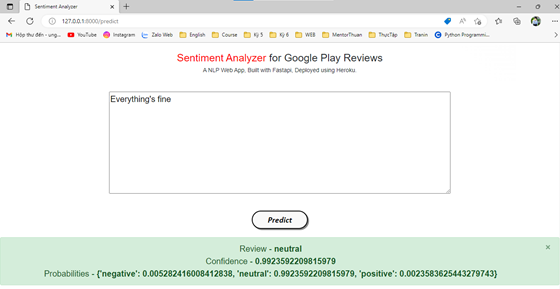 Sentiment Analyzer
127.0.0.1:8000/predict
Hộp thư đến - ung... YouTube Instagram Zalo Web English Course Kỳ 5 Kỳ 6 WEB MentorThuan ThucTập Tranin Python Programmi...
Sentiment Analyzer for Google Play Reviews
A NLP Web App, Built with Fastapi, Deployed using Heroku.
Everything's fine
Predict
Review - neutral
Confidence - 0.9923592209815979
Probabilities - {'negative': 0.005282416008412838, 'neutral': 0.9923592209815979, 'positive': 0.0023583625443279743}